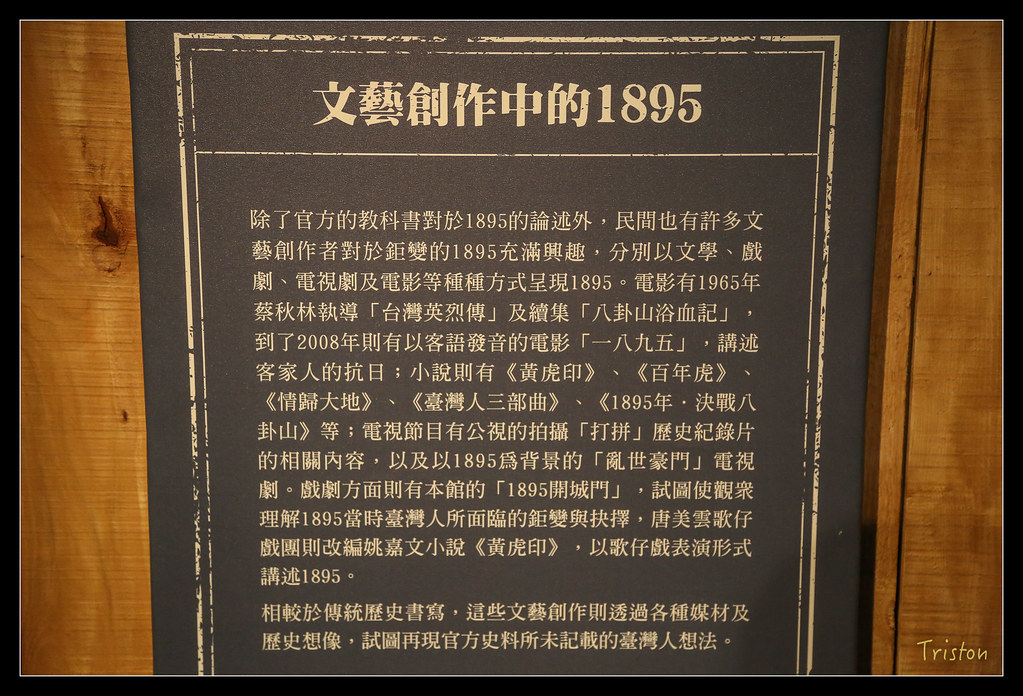 文藝創作中的1895
除了官方的教科書對於1895的論述外，民間也有許多文
藝創作者對於鉅變的1895充滿興趣，分別以文學、戲
劇、電視劇及電影等種種方式呈現1895。電影有1965年
蔡秋林執導「台灣英烈傳」及續集「八卦山浴血記」，
到了2008年則有以客語發音的電影「一八九五」，講述
客家人的抗日；小說則有《黃虎印》、《百年虎》、
《情歸大地》、《臺灣人三部曲》、《1895年．決戰八
卦山》等；電視節目有公視的拍攝「打拼」歷史紀錄片
的相關內容，以及以1895為背景的「亂世豪門」電視
劇。戲劇方面則有本館的「1895開城門」，試圖使觀眾
理解1895當時臺灣人所面臨的鉅變與抉擇，唐美雲歌仔
戲團則改編姚嘉文小說《黃虎印》，以歌仔戲表演形式
講述1895。
相較於傳統歷史書寫，這些文藝創作則透過各種媒材及
歷史想像，試圖再現官方史料所未記載的臺灣人想法。
Triston